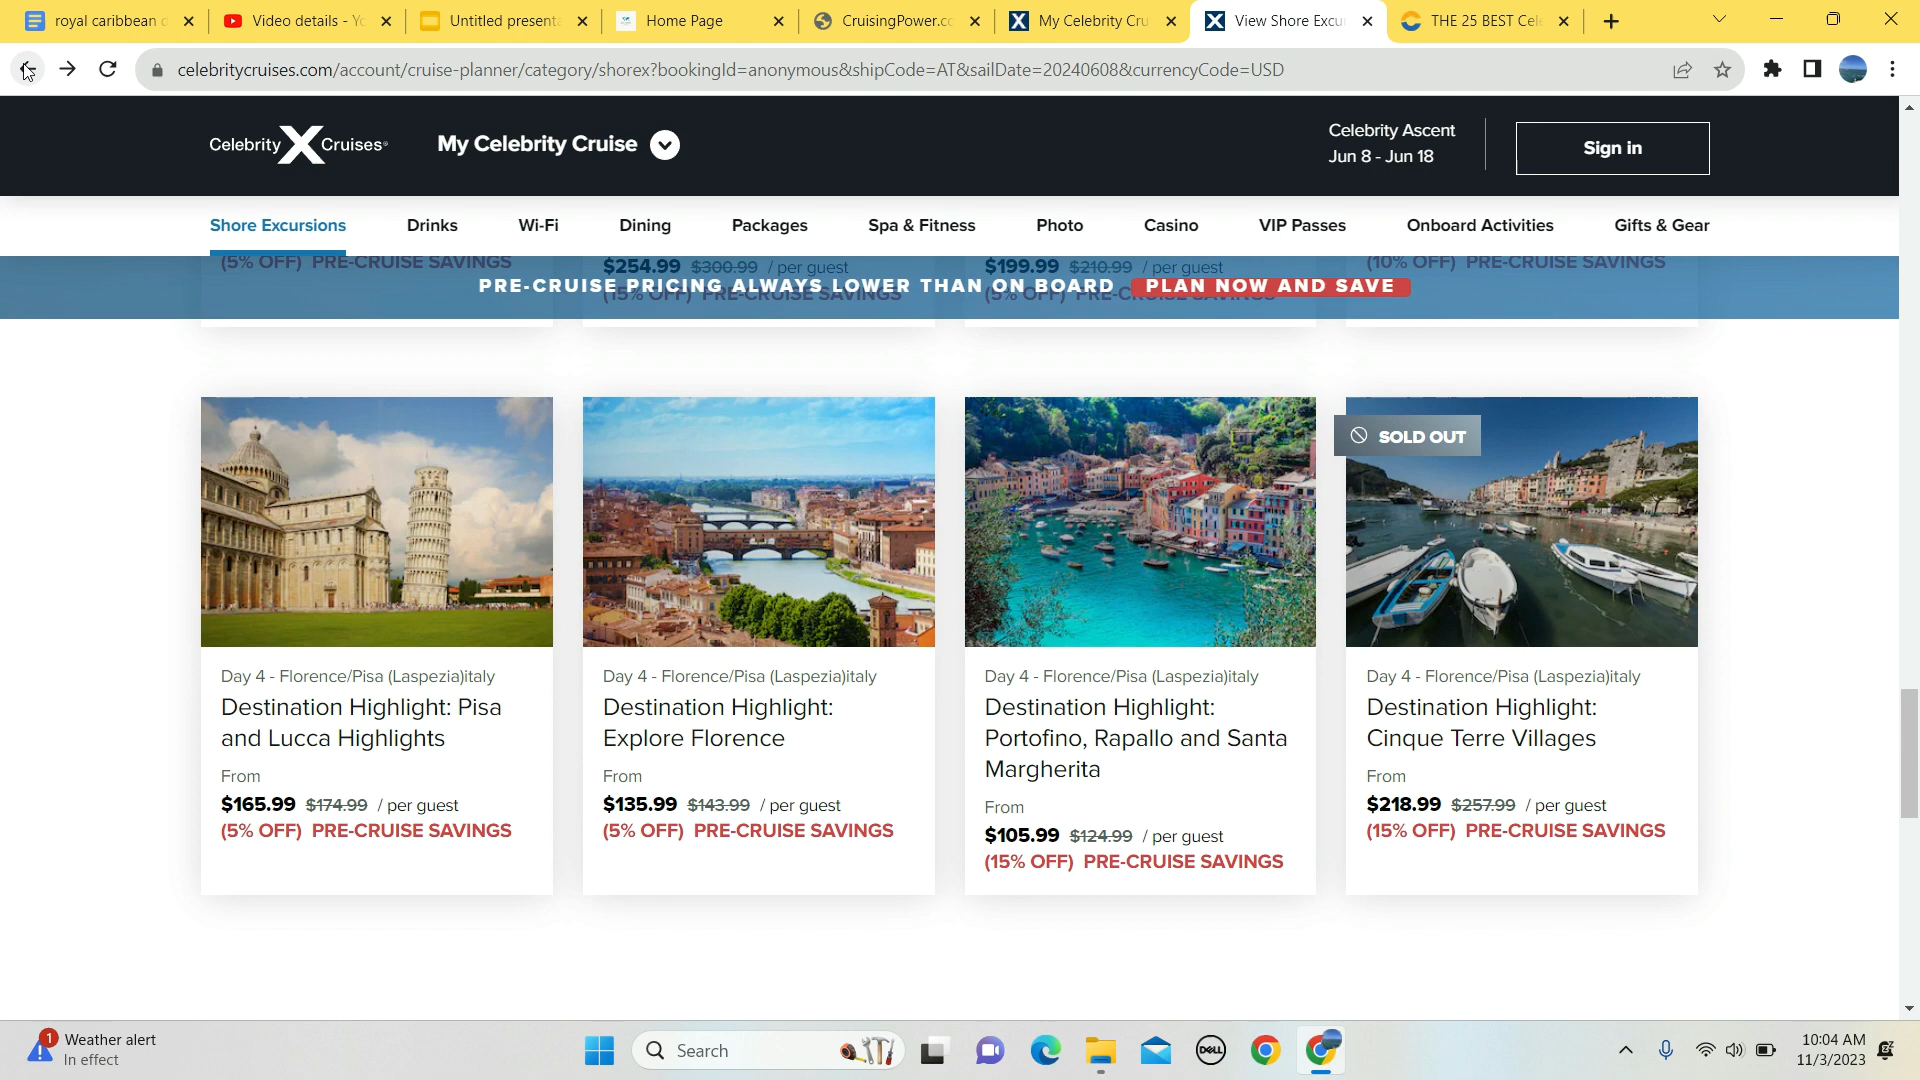 royal caribbean c
Video details - Yo
Untitled presenta
Home Page
CruisingPower.co
My Celebrity Cru
View Shore Excu
THE 25 BEST Cele
celebritycruises.com/account/cruise-planner/category/shorex?bookingId=anonymous&shipCode=AT&sailDate=20240608&currencyCode=USD
Celebrity X Cruises
My Celebrity Cruise
Celebrity Ascent
Jun 8 - Jun 18
Sign in
Shore Excursions Drinks Wi-Fi Dining Packages Spa & Fitness Photo Casino VIP Passes Onboard Activities Gifts & Gear
(5% OFF) PRE-CRUISE SAVINGS
$254.99 $300.99 / per guest
(15% OFF) PRE-CRUISE SAVINGS
$199.99 $210.99 / per guest
(5% OFF) PRE-CRUISE SAVINGS
(10% OFF) PRE-CRUISE SAVINGS
PRE-CRUISE PRICING ALWAYS LOWER THAN ON BOARD PLAN NOW AND SAVE
Day 4 - Florence/Pisa (Laspezia)italy
Destination Highlight: Pisa
and Lucca Highlights
From
$165.99 $174.99 / per guest
(5% OFF) PRE-CRUISE SAVINGS
Day 4 - Florence/Pisa (Laspezia)italy
Destination Highlight:
Explore Florence
From
$135.99 $143.99 / per guest
(5% OFF) PRE-CRUISE SAVINGS
Day 4 - Florence/Pisa (Laspezia)italy
Destination Highlight:
Portofino, Rapallo and Santa
Margherita
From
$105.99 $124.99 / per guest
(15% OFF) PRE-CRUISE SAVINGS
SOLD OUT
Day 4 - Florence/Pisa (Laspezia)italy
Destination Highlight:
Cinque Terre Villages
From
$218.99 $257.99 / per guest
(15% OFF) PRE-CRUISE SAVINGS
1
Weather alert
In effect
Search
DELL
10:04 AM
11/3/2023